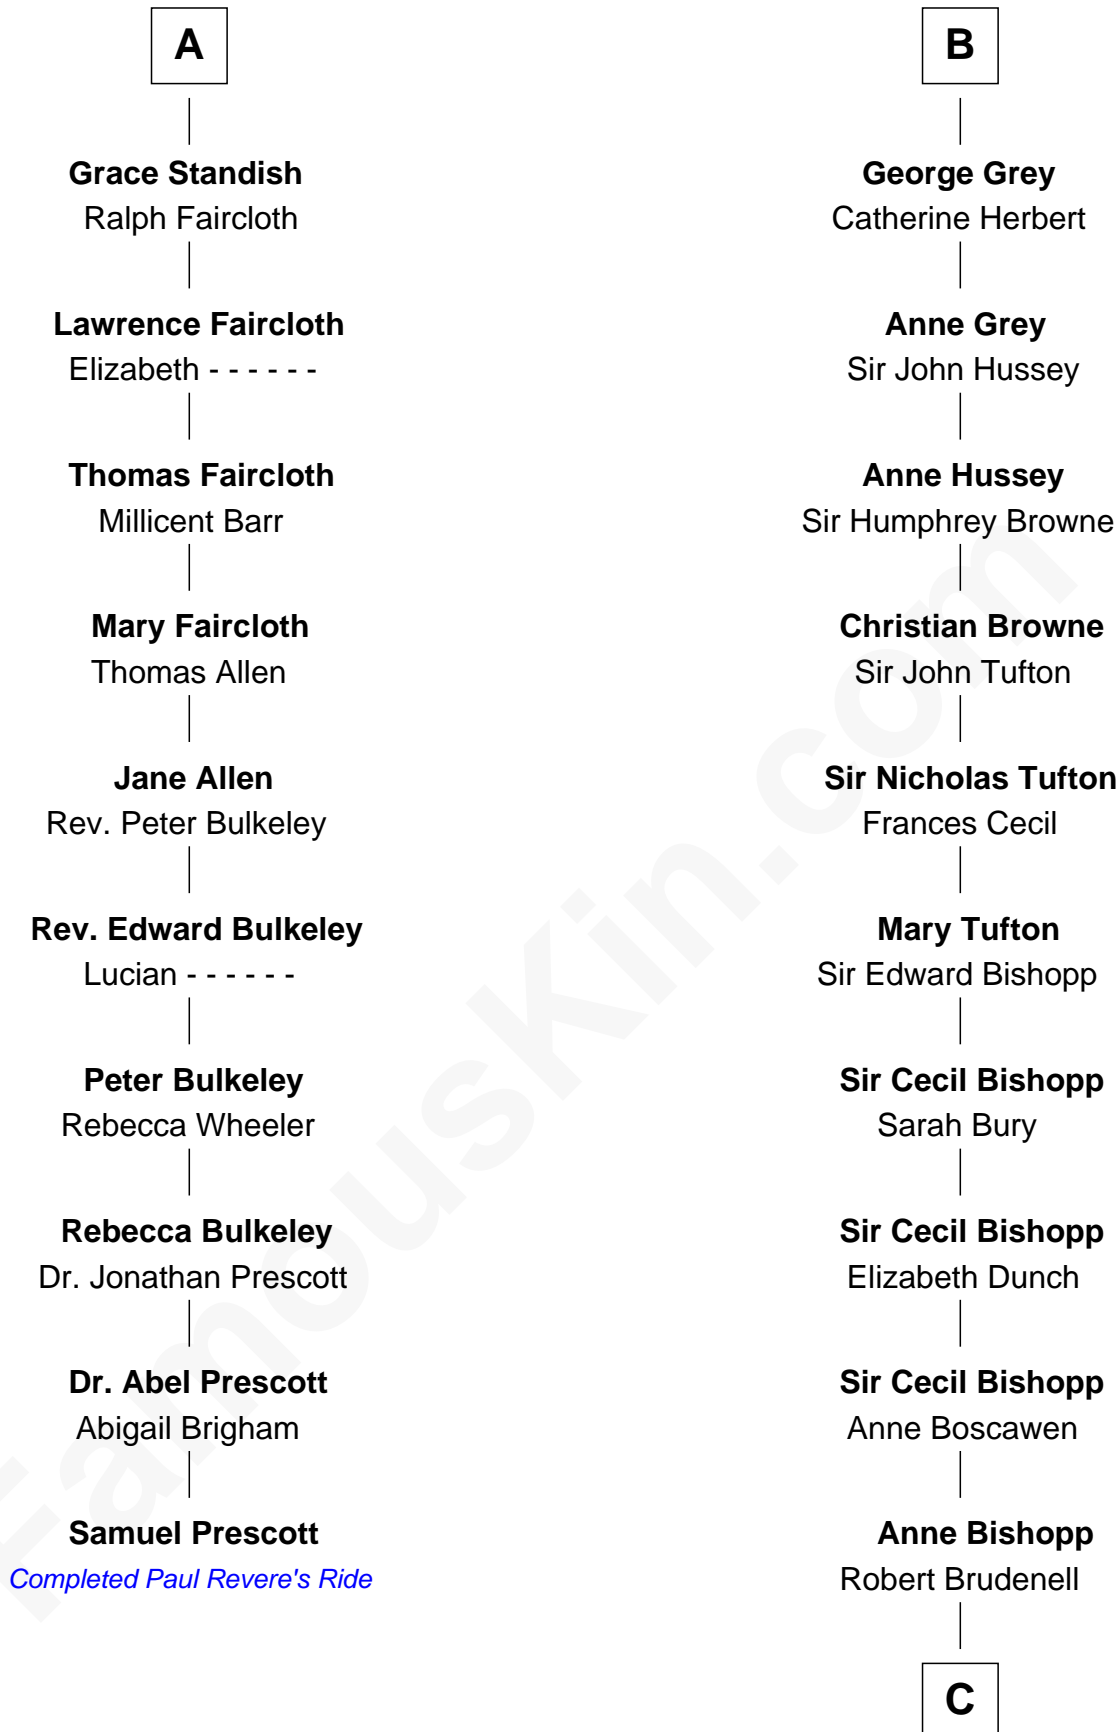 A
Grace Standish
Ralph Faircloth
Lawrence Faircloth
Elizabeth - - - - - -
Thomas Faircloth
Millicent Barr
Mary Faircloth
Thomas Allen
Jane Allen
Rev. Peter Bulkeley
Rev. Edward Bulkeley
Lucian - - - - - -
Peter Bulkeley
Rebecca Wheeler
Rebecca Bulkeley
Dr. Jonathan Prescott
Dr. Abel Prescott
Abigail Brigham
Samuel Prescott
Completed Paul Revere's Ride
B
George Grey
Catherine Herbert
Anne Grey
Sir John Hussey
Anne Hussey
Sir Humphrey Browne
Christian Browne
Sir John Tufton
Sir Nicholas Tufton
Frances Cecil
Mary Tufton
Sir Edward Bishopp
Sir Cecil Bishopp
Sarah Bury
Sir Cecil Bishopp
Elizabeth Dunch
Sir Cecil Bishopp
Anne Boscawen
Anne Bishopp
Robert Brudenell
C
FamousKin.com